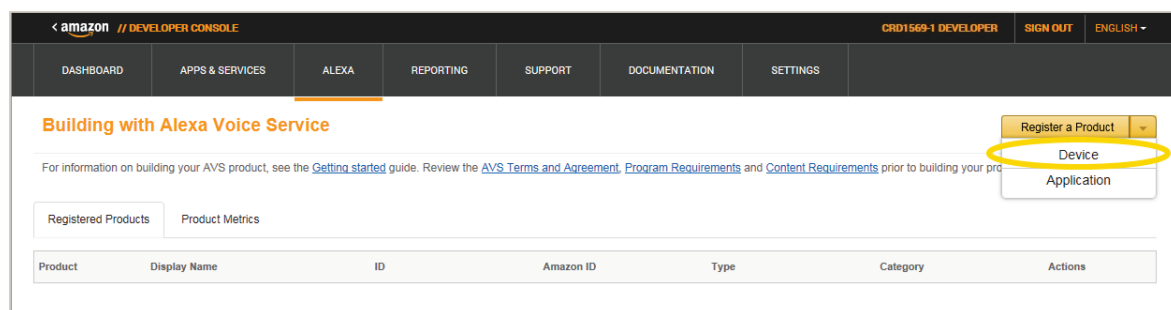 < amazon // DEVELOPER CONSOLE CRD1569-1 DEVELOPER SIGN OUT ENGLISH
DASHBOARD APPS & SERVICES ALEXA REPORTING SUPPORT DOCUMENTATION SETTINGS
Building with Alexa Voice Service
Register a Product
Device
Application
For information on building your AVS product, see the Getting started guide. Review the AVS Terms and Agreement, Program Requirements and Content Requirements prior to building your
Registered Products Product Metrics
Product Display Name ID Amazon ID Type Category Actions